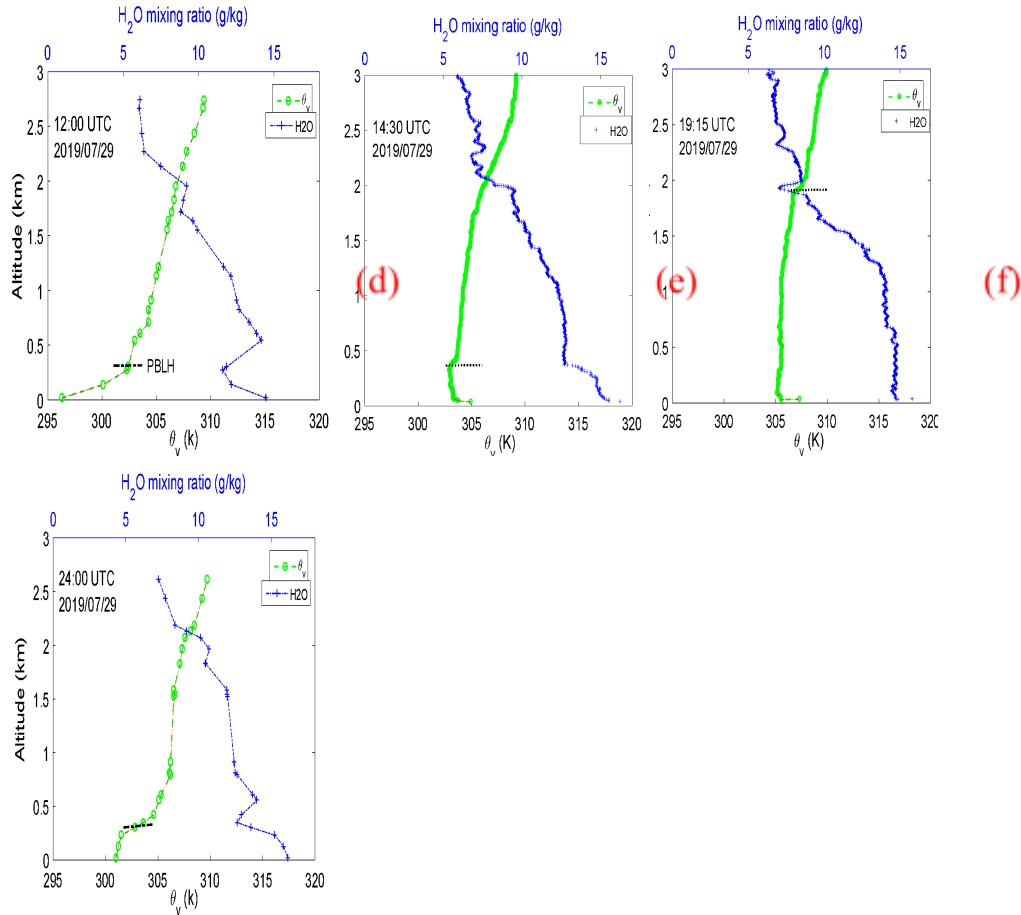 H2O mixing ratio (g/kg)
0 5 10 15
3
2.5
2
1.5
1
0.5
0
Altitude (km)
12:00 UTC
2019/07/29
θv
H2O
PBLH
295 300 305 310 315 320
θv (k)
(d)
H2O mixing ratio (g/kg)
0 5 10 15
3
2.5
2
1.5
1
0.5
0
14:30 UTC
2019/07/29
θv
H2O
295 300 305 310 315 320
θv (K)
(e)
H2O mixing ratio (g/kg)
0 5 10 15
3
2.5
2
1.5
0.5
0
19:15 UTC
2019/07/29
θv
H2O
295 300 305 310 315 320
θv (K)
(f)
H2O mixing ratio (g/kg)
0 5 10 15
3
2.5
2
1.5
1
0.5
0
Altitude (km)
24:00 UTC
2019/07/29
θv
H2O
295 300 305 310 315 320
θv (k)